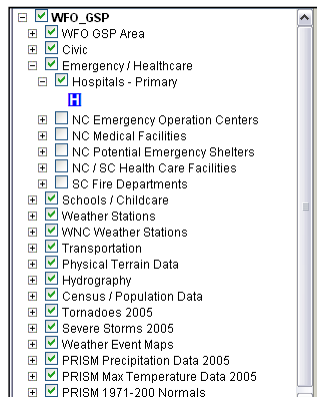 WFO_GSP
WFO GSP Area
Civic
Emergency / Healthcare
Hospitals - Primary
H
NC Emergency Operation Centers
NC Medical Facilities
NC Potential Emergency Shelters
NC / SC Health Care Facilities
SC Fire Departments
Schools / Childcare
Weather Stations
WNC Weather Stations
Transportation
Physical Terrain Data
Hydrography
Census / Population Data
Tornadoes 2005
Severe Storms 2005
Weather Event Maps
PRISM Precipitation Data 2005
PRISM Max Temperature Data 2005
PRISM 1971-200 Normals